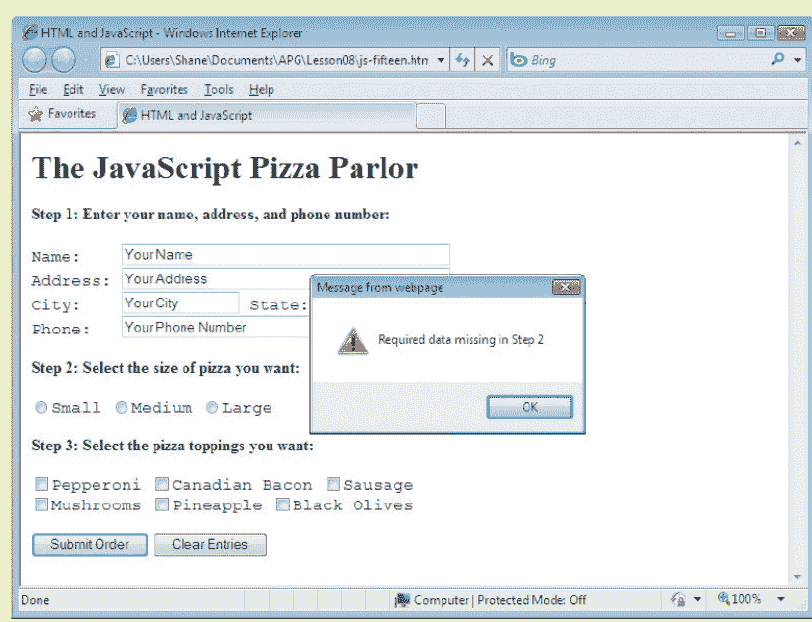 HTML and JavaScript - Windows Internet Explorer
C:\Users\Shane\Documents\APG\Lesson08\js-fifteen.htm
Bing
File Edit View Favorites Tools Help
Favorites
HTML and JavaScript
The JavaScript Pizza Parlor
Step 1: Enter your name, address, and phone number:
Name: YourName
Address: YourAddress
City: YourCity State:
Phone: YourPhone Number
Message from webpage
Required data missing in Step 2
OK
Step 2: Select the size of pizza you want:
Small Medium Large
Step 3: Select the pizza toppings you want:
Pepperoni Canadian Bacon Sausage
Mushrooms Pineapple Black Olives
Submit Order Clear Entries
Done
Computer | Protected Mode: Off
100%